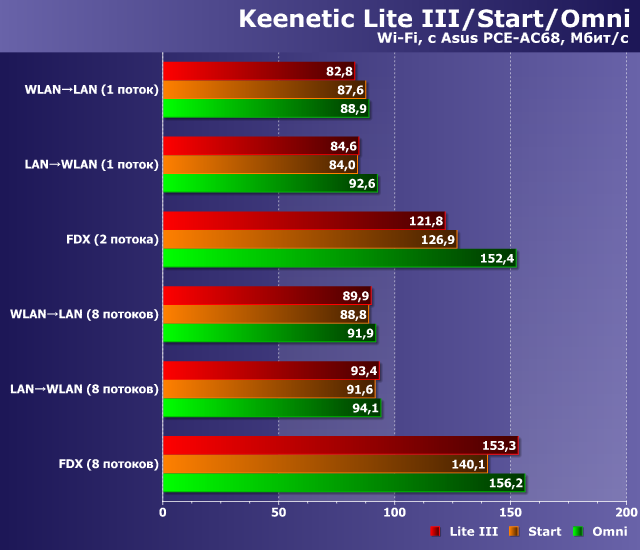 Keenetic Lite III/Start/Omni
Wi-Fi, с Asus PCE-AC68, Мбит/с
WLAN→LAN (1 поток)
82,8
87,6
88,9
LAN→WLAN (1 поток)
84,6
84,0
92,6
FDX (2 потока)
121,8
126,9
152,4
WLAN→LAN (8 потоков)
89,9
88,8
91,9
LAN→WLAN (8 потоков)
93,4
91,6
94,1
FDX (8 потоков)
153,3
140,1
156,2
0 50 100 150 200
Lite III Start Omni